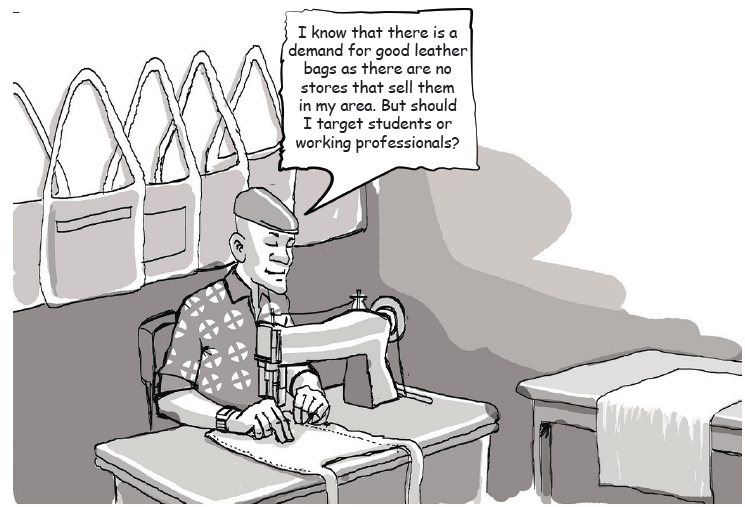 I know that there is a
demand for good leather
bags as there are no
stores that sell them
in my area. But should
I target students or
working professionals?